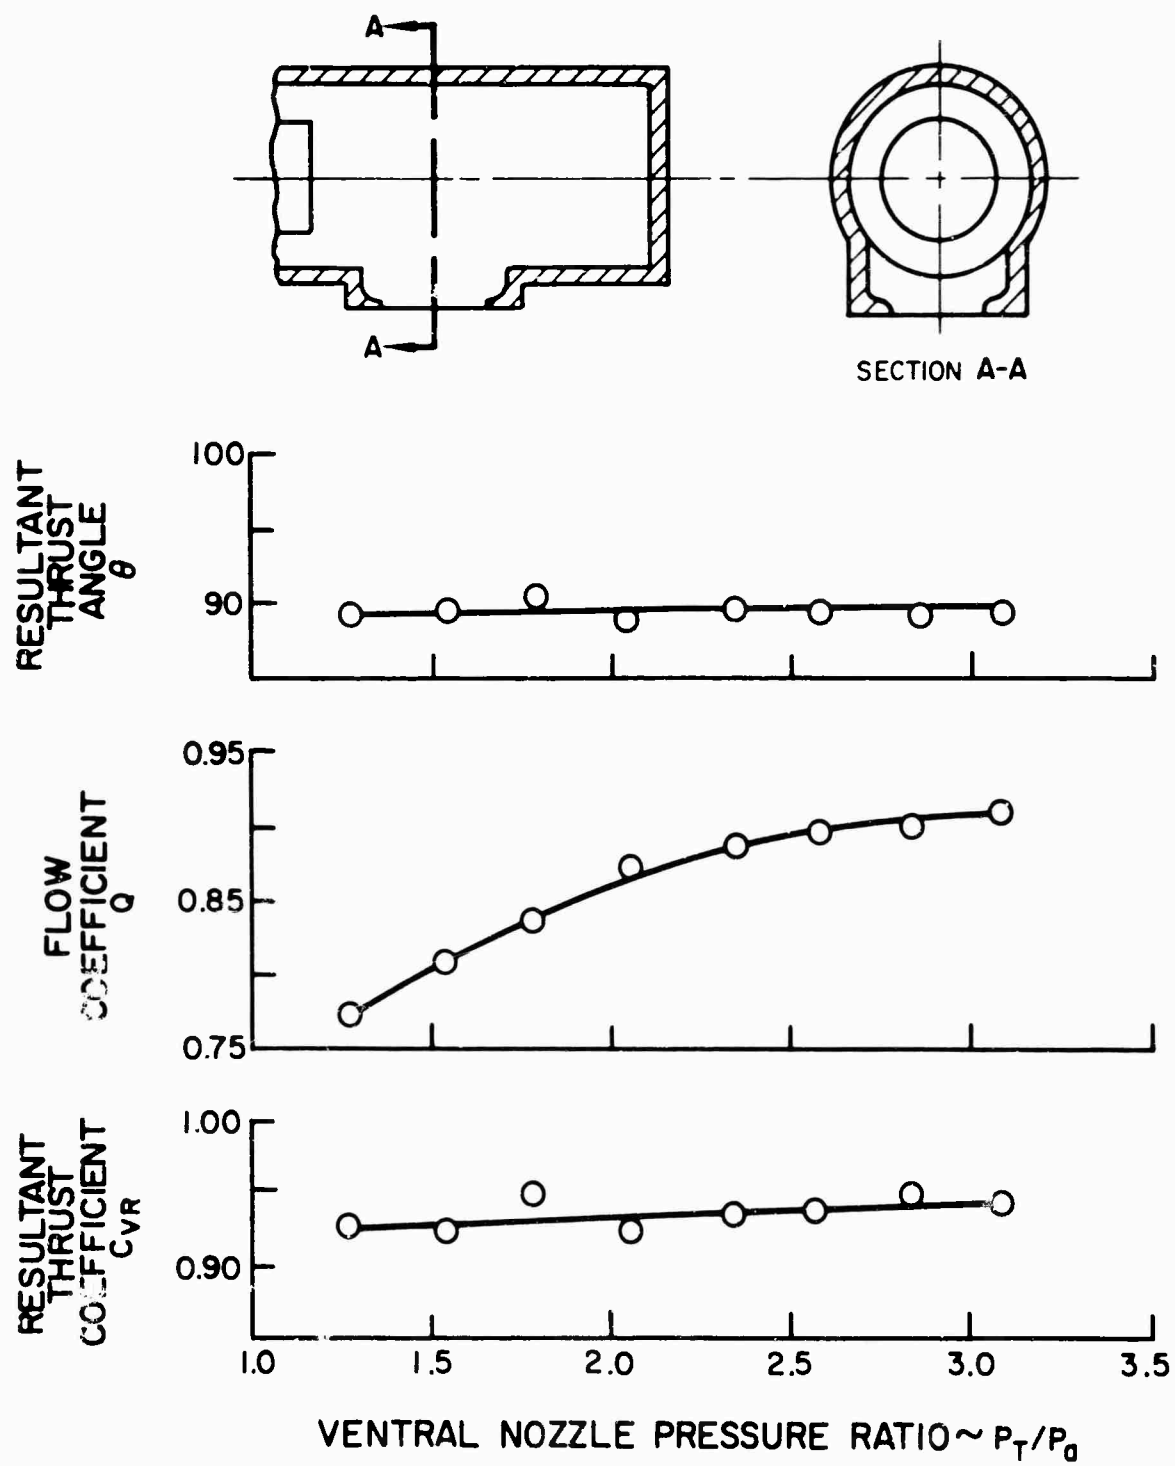 A
A
SECTION A-A
RESULTANT
THRUST
ANGLE
θ
100
90
FLOW
COEFFICIENT
Q
0.95
0.85
0.75
RESULTANT
THRUST
COEFFICIENT
CVR
1.00
0.90
1.0 1.5 2.0 2.5 3.0 3.5
VENTRAL NOZZLE PRESSURE RATIO ~ PT/Pa